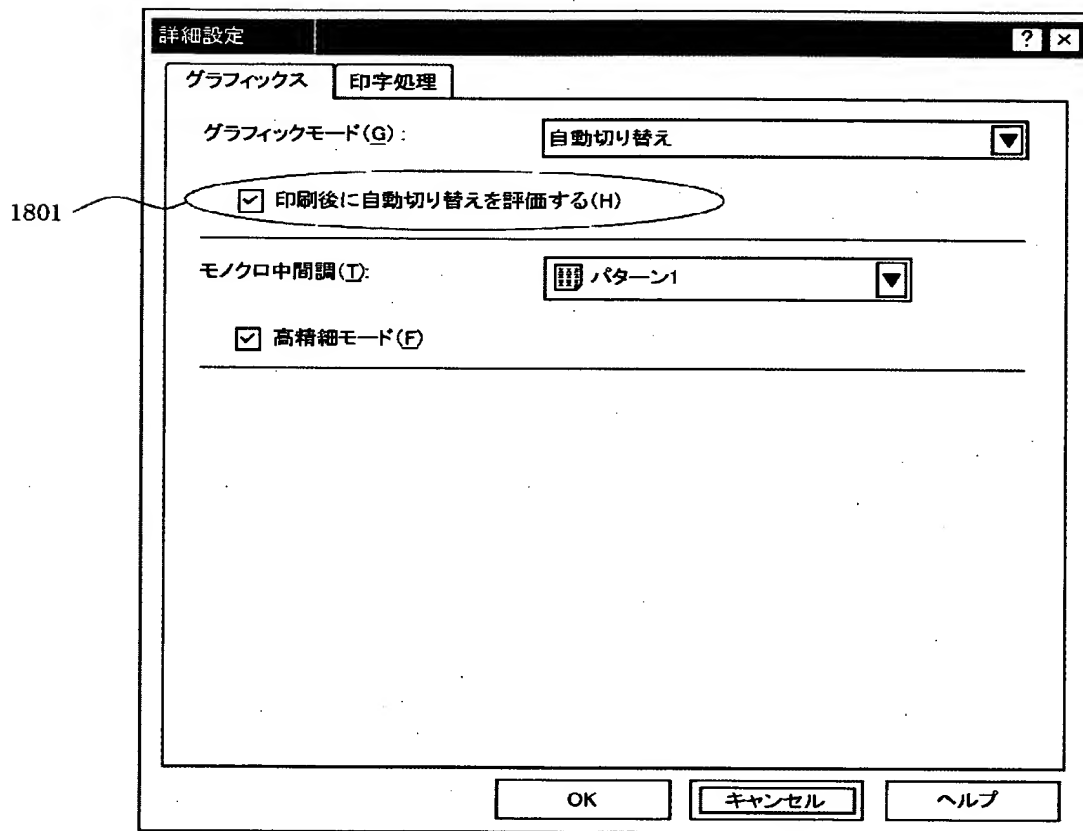 詳細設定 ? ×
グラフィックス 印字処理
グラフィックモード(G): 自動切り替え
1801 印刷後に自動切り替えを評価する(H)
モノクロ中間調(T): パターン1
高精細モード(F)
OK キャンセル ヘルプ